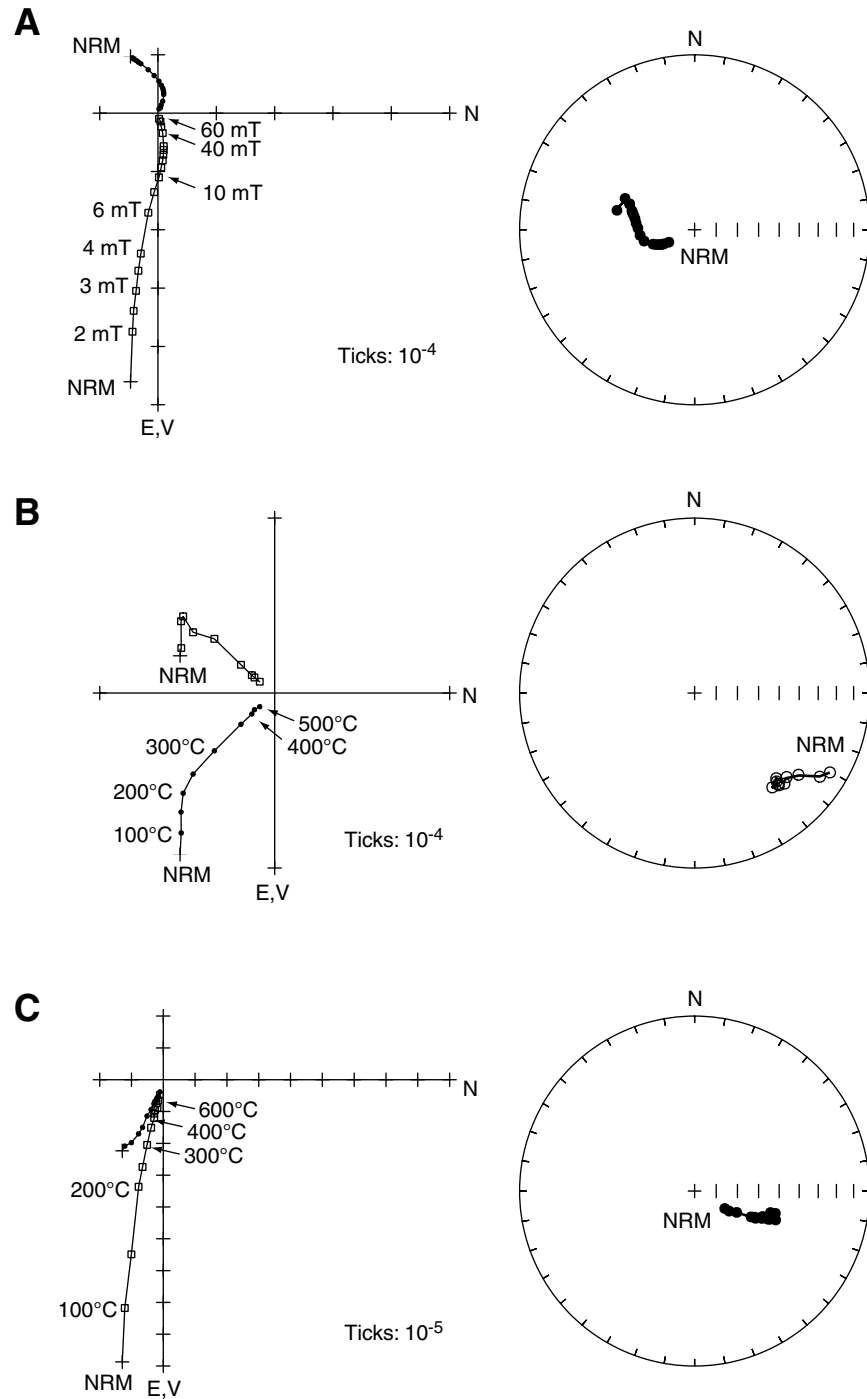 A
NRM
N
60 mT
40 mT
10 mT
6 mT
4 mT
3 mT
2 mT
NRM
Ticks: 10⁻⁴
E,V
N
NRM
B
NRM
N
500°C
400°C
300°C
200°C
100°C
NRM
Ticks: 10⁻⁴
E,V
N
NRM
C
N
600°C
400°C
300°C
200°C
100°C
NRM
Ticks: 10⁻⁵
E,V
N
NRM